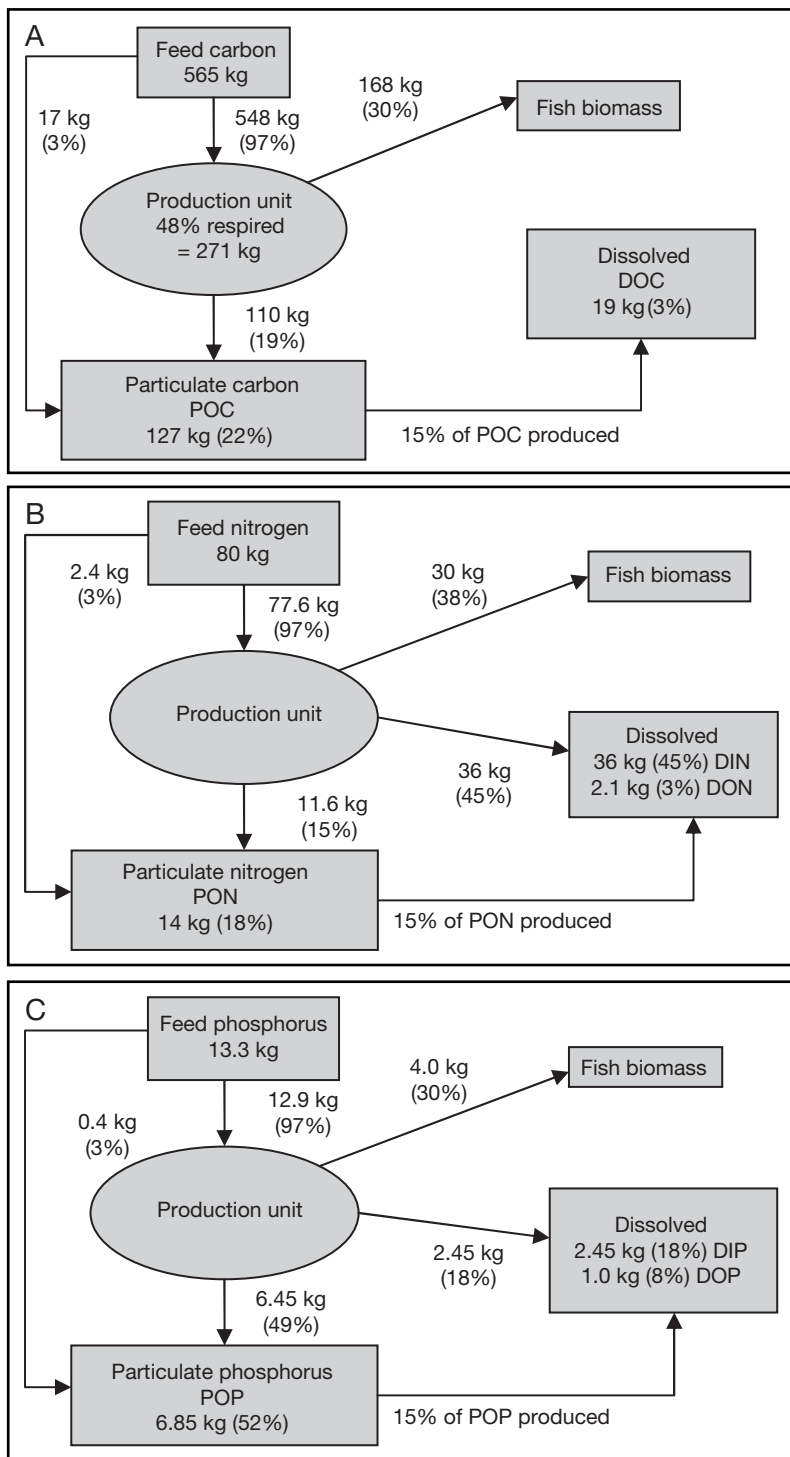 A
Feed carbon
565 kg
17 kg
(3%)
548 kg
(97%)
168 kg
(30%)
Fish biomass
Production unit
48% respired
= 271 kg
Dissolved
DOC
19 kg (3%)
110 kg
(19%)
Particulate carbon
POC
127 kg (22%)
15% of POC produced
B
Feed nitrogen
80 kg
2.4 kg
(3%)
77.6 kg
(97%)
30 kg
(38%)
Fish biomass
Production unit
36 kg
(45%)
Dissolved
36 kg (45%) DIN
2.1 kg (3%) DON
11.6 kg
(15%)
Particulate nitrogen
PON
14 kg (18%)
15% of PON produced
C
Feed phosphorus
13.3 kg
0.4 kg
(3%)
12.9 kg
(97%)
4.0 kg
(30%)
Fish biomass
Production unit
2.45 kg
(18%)
Dissolved
2.45 kg (18%) DIP
1.0 kg (8%) DOP
6.45 kg
(49%)
Particulate phosphorus
POP
6.85 kg (52%)
15% of POP produced